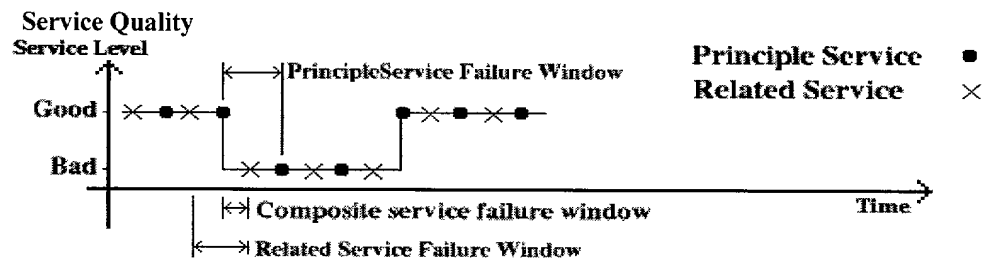 Service Quality
Service Level
PrincipleService Failure Window
Principle Service
Related Service
Good
Bad
Time
Composite service failure window
Related Service Failure Window